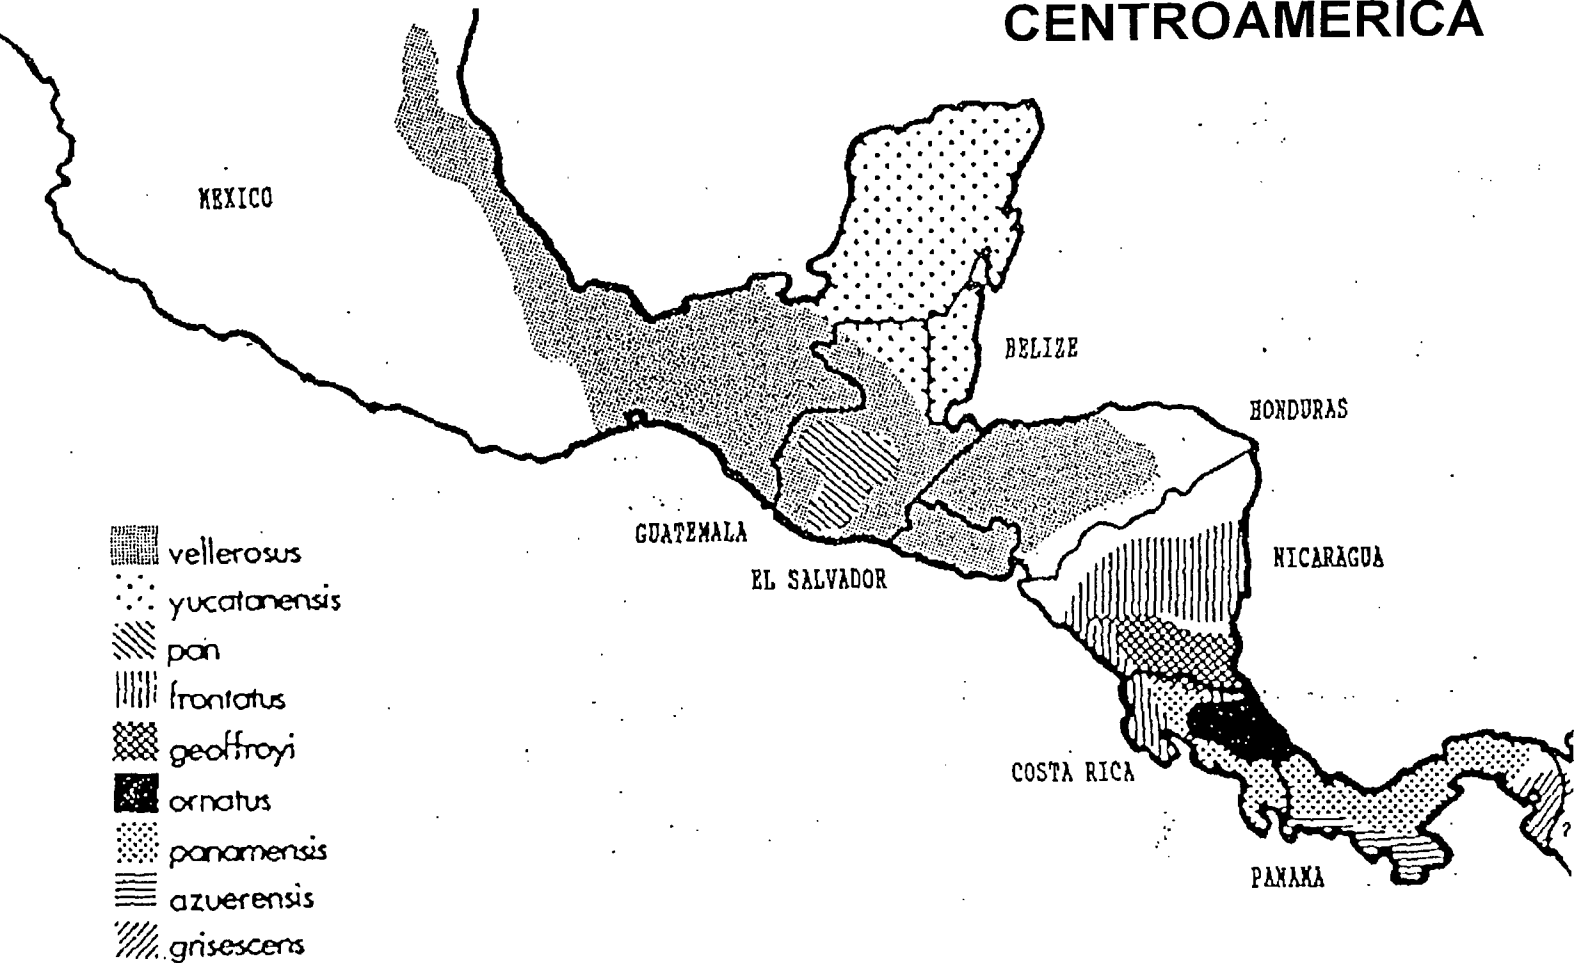 CENTROAMERICA
MEXICO
BELIZE
HONDURAS
GUATEMALA
NICARAGUA
EL SALVADOR
COSTA RICA
PANAMA
?
vellerosus
yucatanensis
pan
frontatus
geoffroyi
ornatus
panamensis
azuerensis
grisescens